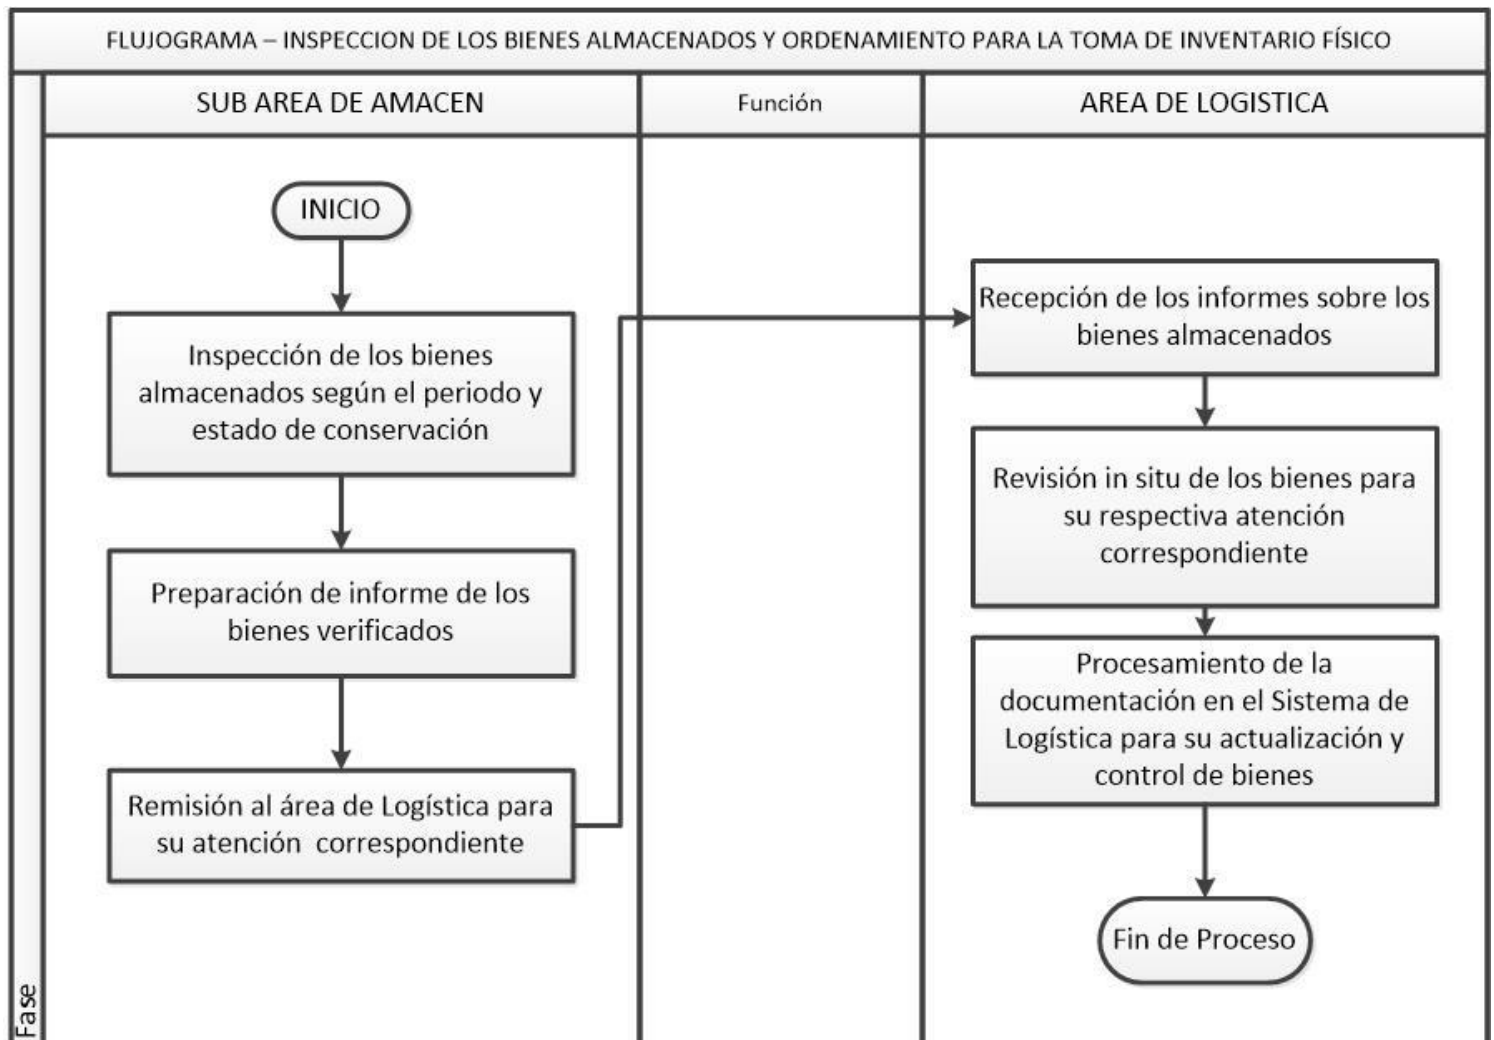 FLUJOGRAMA – INSPECCION DE LOS BIENES ALMACENADOS Y ORDENAMIENTO PARA LA TOMA DE INVENTARIO FÍSICO
SUB AREA DE AMACEN
Función
AREA DE LOGISTICA
INICIO
Inspección de los bienes
almacenados según el periodo y
estado de conservación
Preparación de informe de los
bienes verificados
Remisión al área de Logística para
su atención correspondiente
Recepción de los informes sobre los
bienes almacenados
Revisión in situ de los bienes para
su respectiva atención
correspondiente
Procesamiento de la
documentación en el Sistema de
Logística para su actualización y
control de bienes
Fin de Proceso
Fase